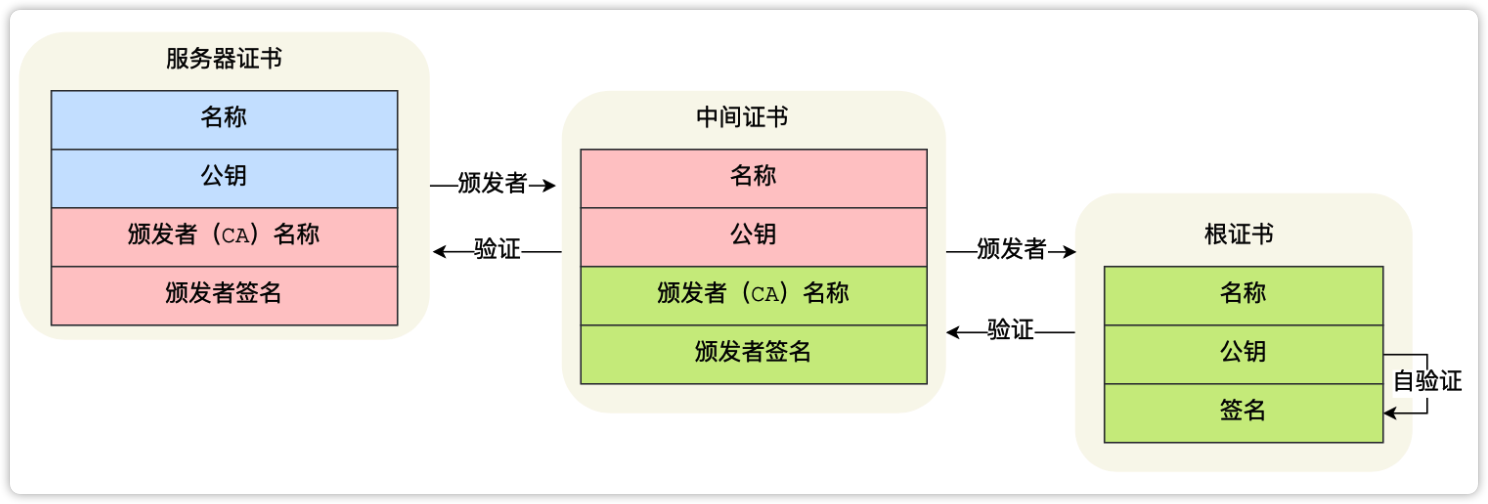 服务器证书
名称
公钥
颁发者（CA）名称
颁发者签名
颁发者
验证
中间证书
名称
公钥
颁发者（CA）名称
颁发者签名
颁发者
验证
根证书
名称
公钥
签名
自验证